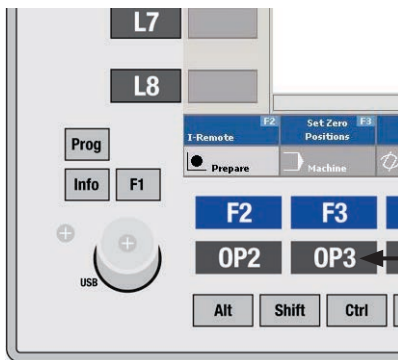 L7
L8
F2
Set Zero F3
I-Remote
Positions
Prog
Prepare
Machine
Info F1
F2 F3
OP2 OP3
USB
Alt Shift Ctrl